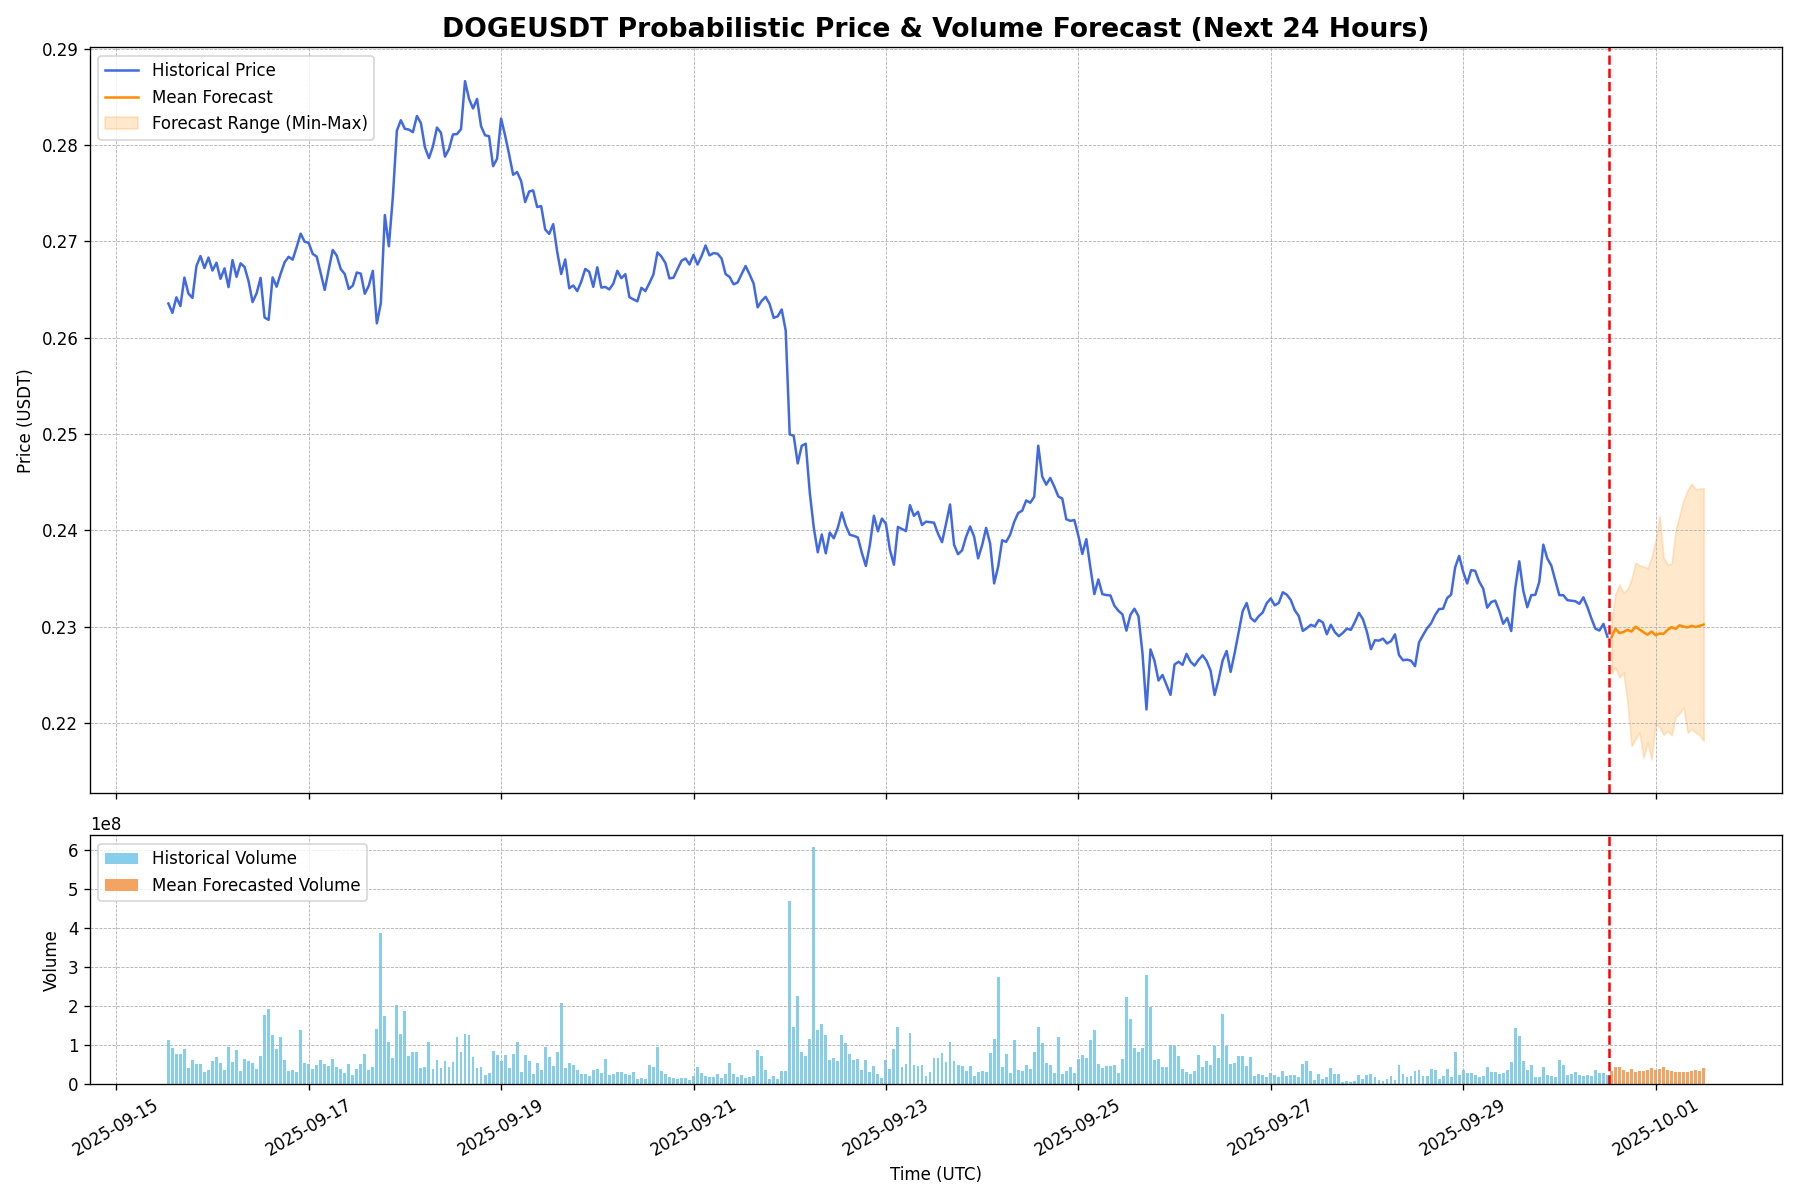 DOGEUSDT Probabilistic Price & Volume Forecast (Next 24 Hours)
Historical Price
Mean Forecast
Forecast Range (Min-Max)
0.29
0.28
0.27
0.26
0.25
0.24
0.23
0.22
Price (USDT)
1e8
Historical Volume
Mean Forecasted Volume
6
5
4
3
2
1
0
Volume
2025-09-15
2025-09-17
2025-09-19
2025-09-21
2025-09-23
2025-09-25
2025-09-27
2025-09-29
2025-10-01
Time (UTC)